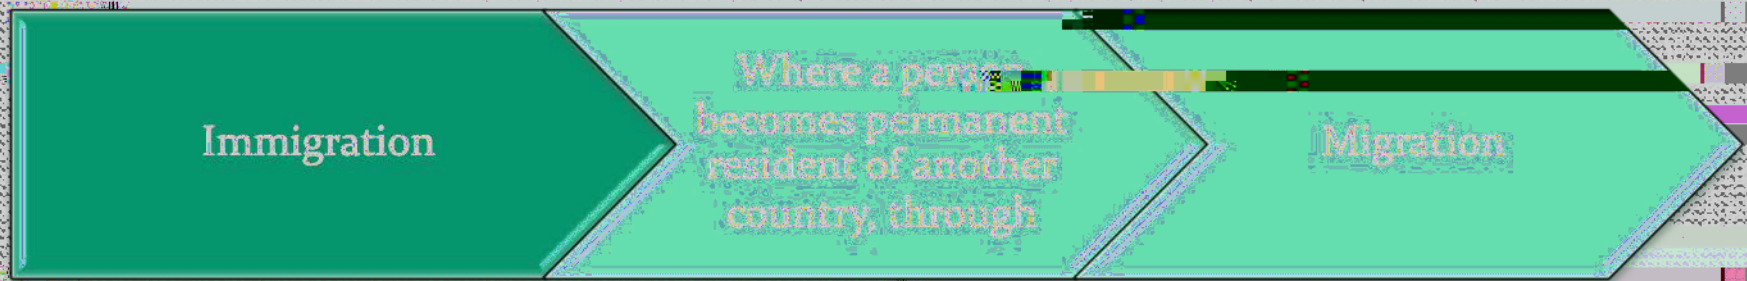 Immigration
Where a person
becomes permanent
resident of another
country, through
Migration